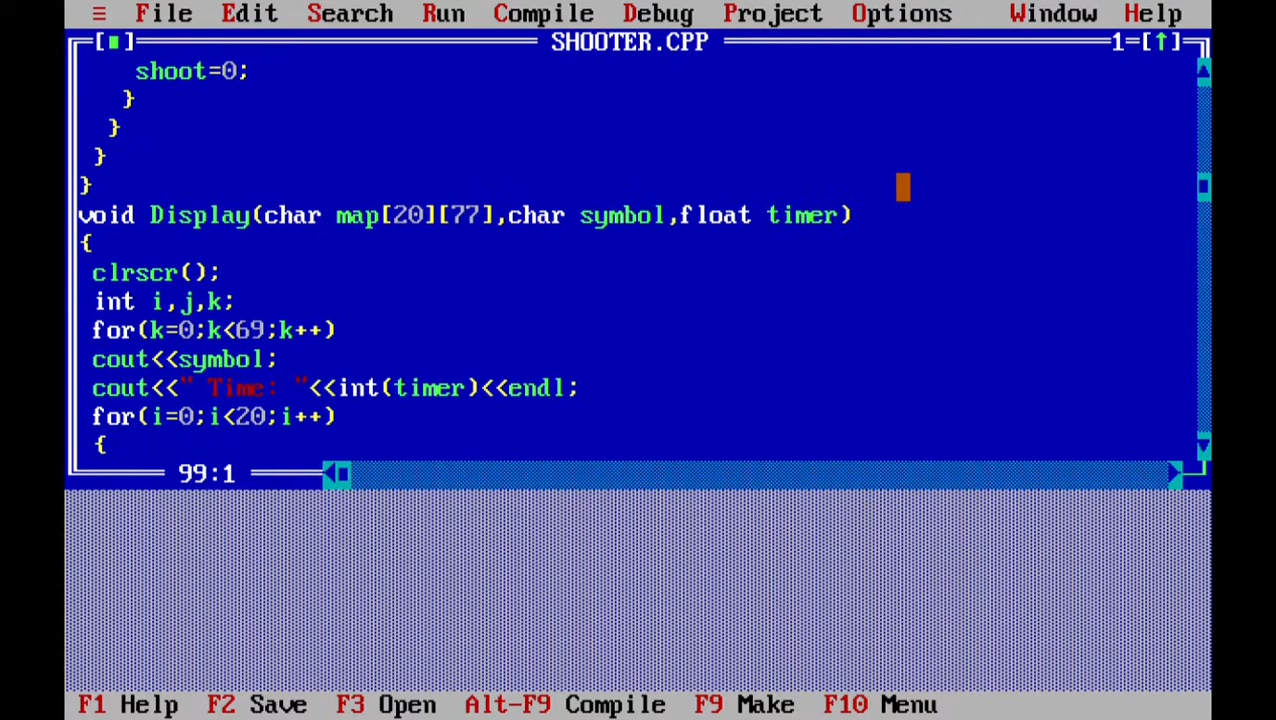 ≡ File Edit Search Run Compile Debug Project Options Window Help
[■] SHOOTER.CPP 1=[↑]
shoot=0;
}
}
}
}
void Display(char map[20][77],char symbol,float timer)
{
clrscr();
int i,j,k;
for(k=0;k<69;k++)
cout<<symbol;
cout<<" Time: "<<int(timer)<<endl;
for(i=0;i<20;i++)
{
99:1
F1 Help F2 Save F3 Open Alt-F9 Compile F9 Make F10 Menu